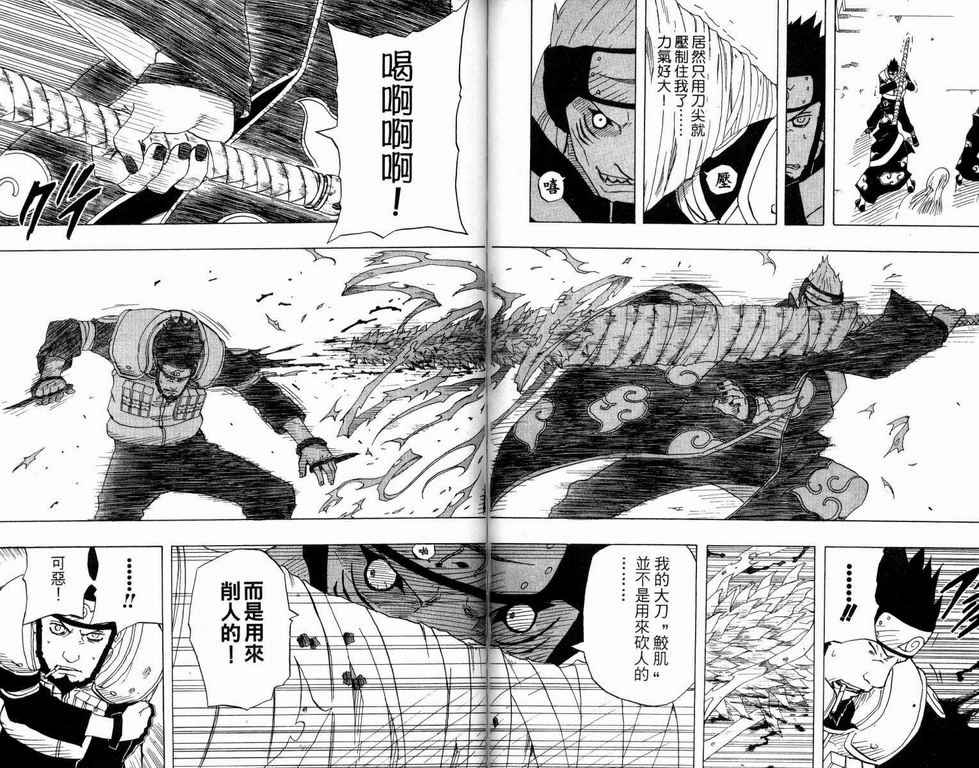 居然只用刀尖就
壓制住我了……
力氣好大！
壓
嘻
喝啊啊啊啊！
我的大刀”鮫肌“
並不是用來砍人的
………
啪
而是用來
削人的！
……!!
……!!
可惡！